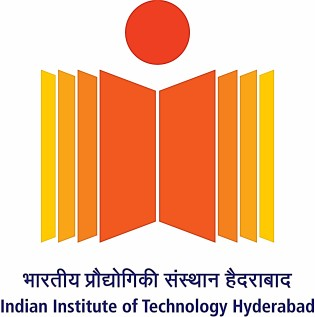 भारतीय प्रौद्योगिकी संस्थान हैदराबाद
Indian Institute of Technology Hyderabad